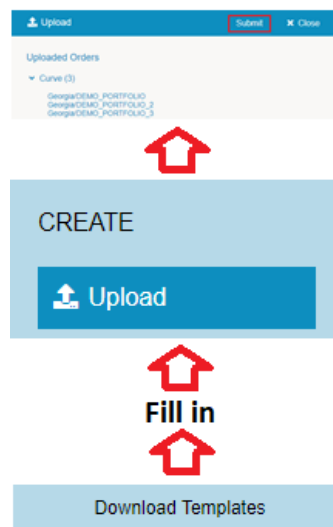 Upload Submit × Close
Uploaded Orders
Curve (3)
Georgia/DEMO_PORTFOLIO
Georgia/DEMO_PORTFOLIO_2
Georgia/DEMO_PORTFOLIO_3
CREATE
Upload
Fill in
Download Templates